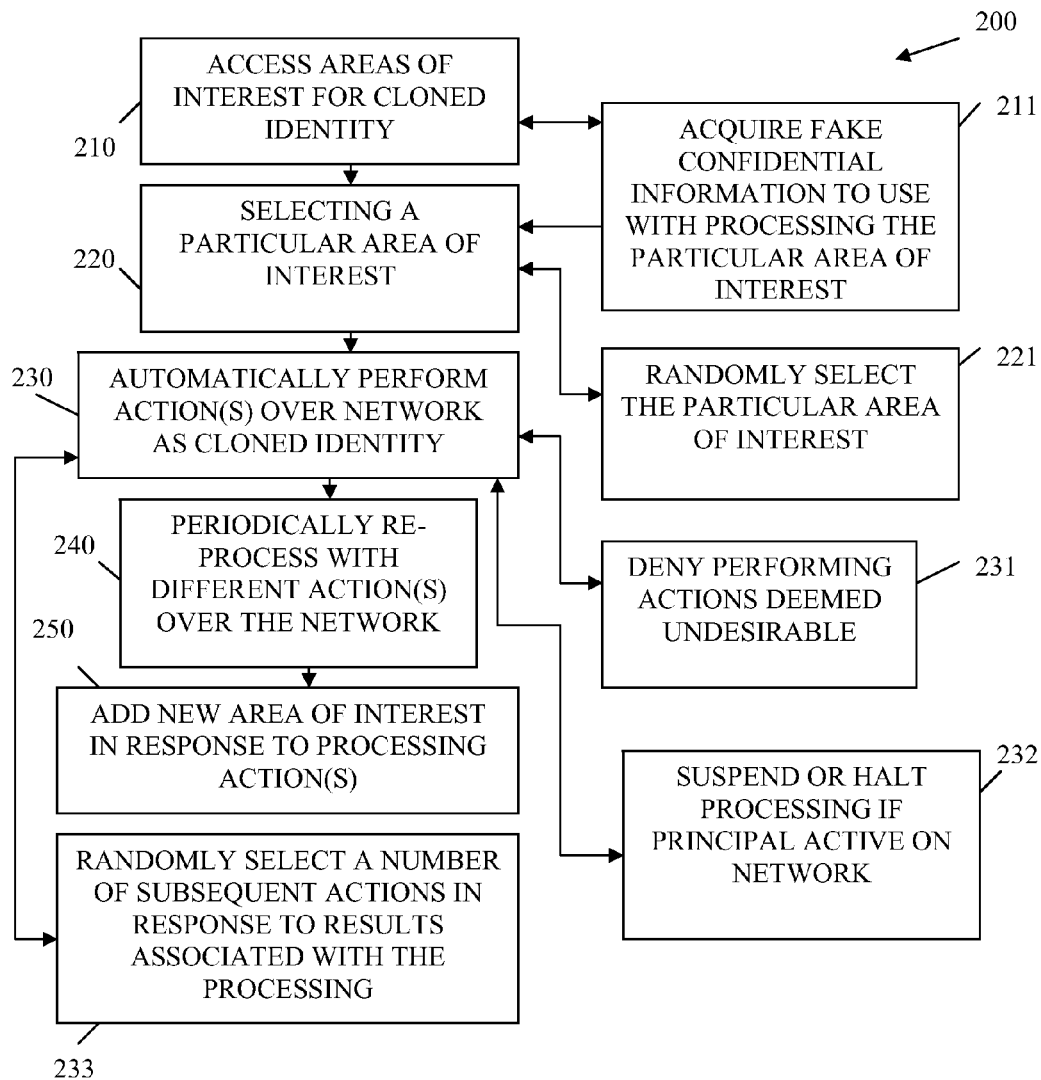 200
ACCESS AREAS OF
INTEREST FOR CLONED
IDENTITY
210
211
ACQUIRE FAKE
CONFIDENTIAL
INFORMATION TO USE
WITH PROCESSING THE
PARTICULAR AREA OF
INTEREST
SELECTING A
PARTICULAR AREA OF
INTEREST
220
221
RANDOMLY SELECT
THE PARTICULAR AREA
OF INTEREST
230
AUTOMATICALLY PERFORM
ACTION(S) OVER NETWORK
AS CLONED IDENTITY
240
PERIODICALLY RE-
PROCESS WITH
DIFFERENT ACTION(S)
OVER THE NETWORK
231
DENY PERFORMING
ACTIONS DEEMED
UNDESIRABLE
250
ADD NEW AREA OF INTEREST
IN RESPONSE TO PROCESSING
ACTION(S)
232
SUSPEND OR HALT
PROCESSING IF
PRINCIPAL ACTIVE ON
NETWORK
RANDOMLY SELECT A NUMBER
OF SUBSEQUENT ACTIONS IN
RESPONSE TO RESULTS
ASSOCIATED WITH THE
PROCESSING
233